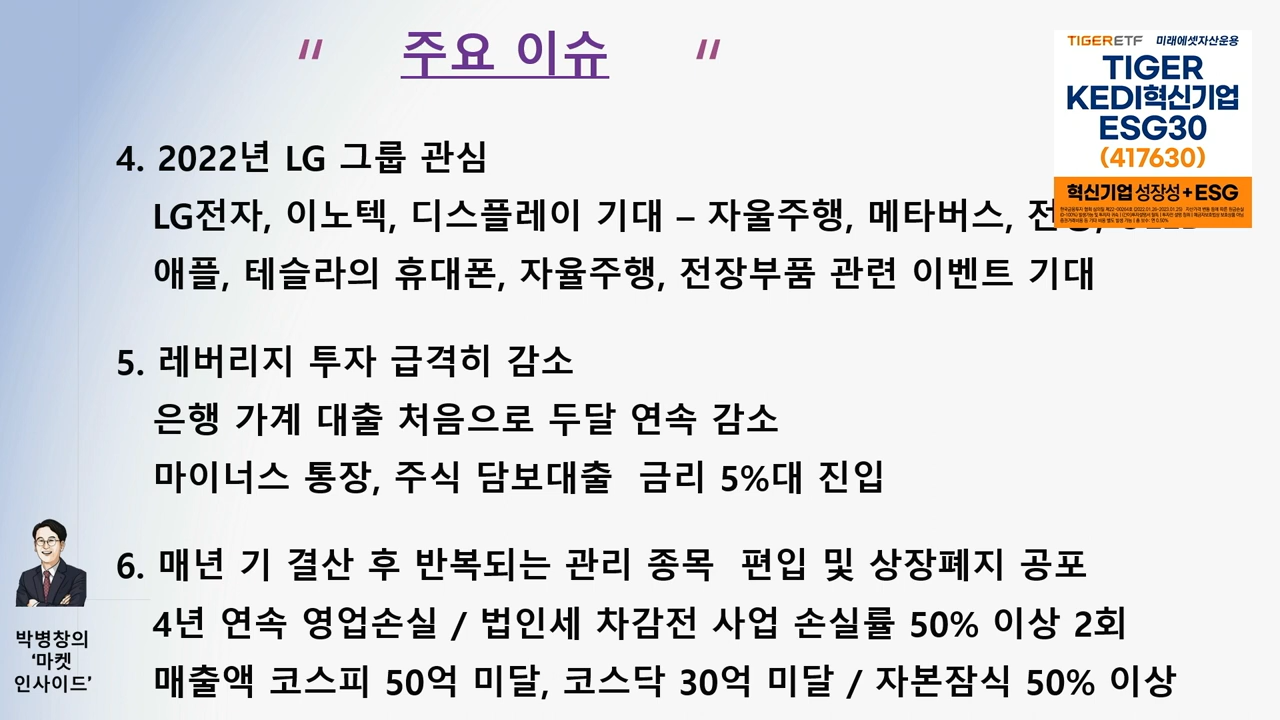 " 주요 이슈 "
TIGERETF 미래에셋자산운용
TIGER
KEDI혁신기업
ESG30
(417630)
혁신기업 성장성+ESG
4. 2022년 LG 그룹 관심
LG전자, 이노텍, 디스플레이 기대 – 자울주행, 메타버스,
애플, 테슬라의 휴대폰, 자율주행, 전장부품 관련 이벤트 기대
5. 레버리지 투자 급격히 감소
은행 가계 대출 처음으로 두달 연속 감소
마이너스 통장, 주식 담보대출 금리 5%대 진입
6. 매년 기 결산 후 반복되는 관리 종목 편입 및 상장폐지 공포
4년 연속 영업손실 / 법인세 차감전 사업 손실률 50% 이상 2회
매출액 코스피 50억 미달, 코스닥 30억 미달 / 자본잠식 50% 이상
박병창의
‘마켓
인사이드’